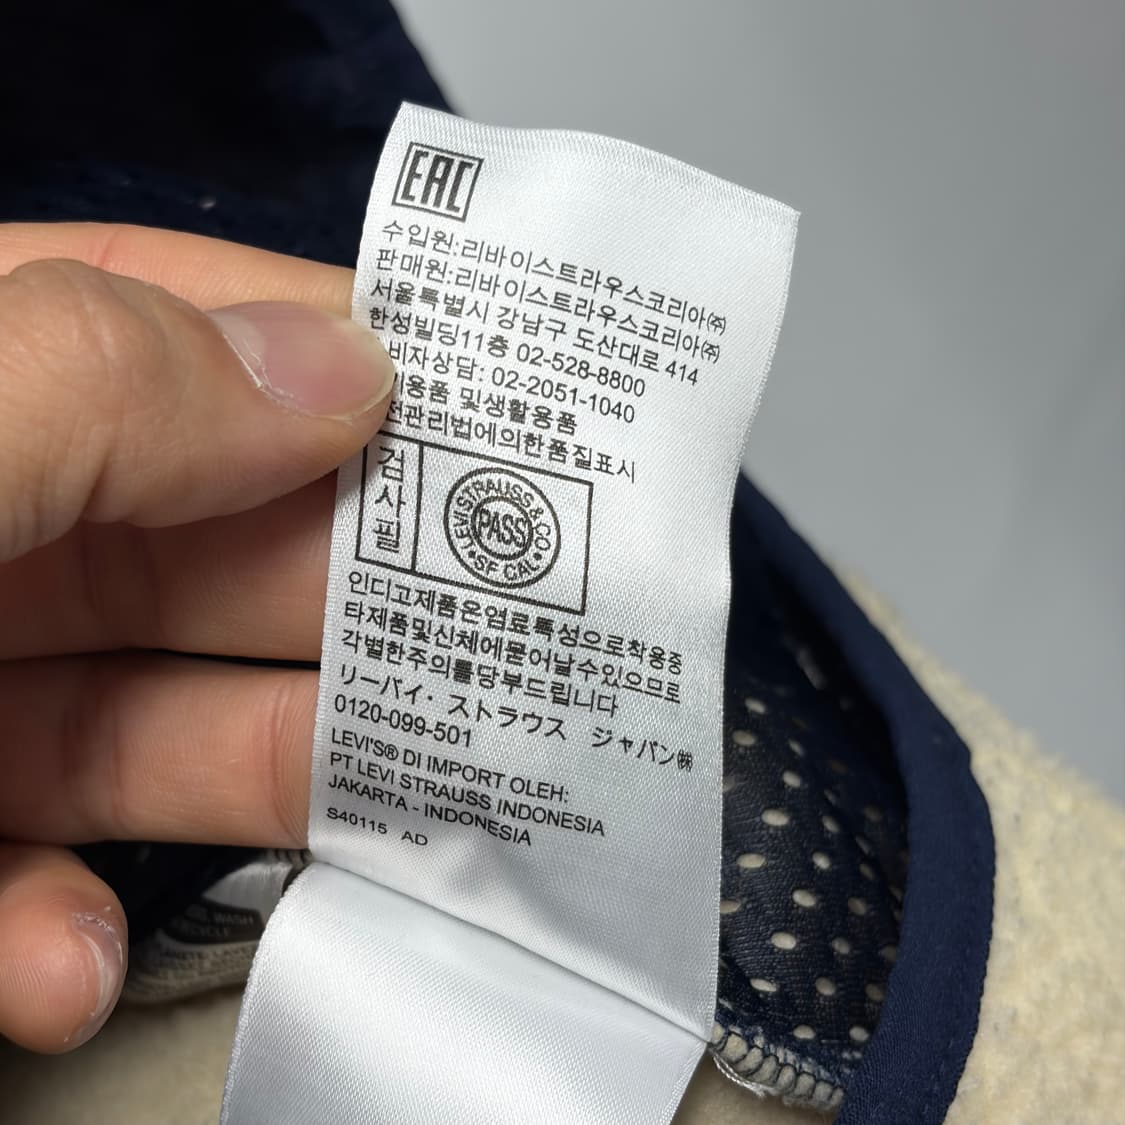 EAC
수입원:리바이스트라우스코리아㈜
판매원:리바이스트라우스코리아㈜
서울특별시 강남구 도산대로 414
한성빌딩11층 02-528-8800
비자상담: 02-2051-1040
용품 및생활용품
전관리법에의한품질표시
검사필
LEVI STRAUSS & CO
PASS
SF CAL
인디고제품은염료특성으로착용중
타제품및신체에묻어날수있으므로
각별한주의를당부드립니다
リーバイ・ストラウス ジャパン㈱
0120-099-501
LEVI'S® DI IMPORT OLEH:
PT LEVI STRAUSS INDONESIA
JAKARTA - INDONESIA
S40115 AD
WASH